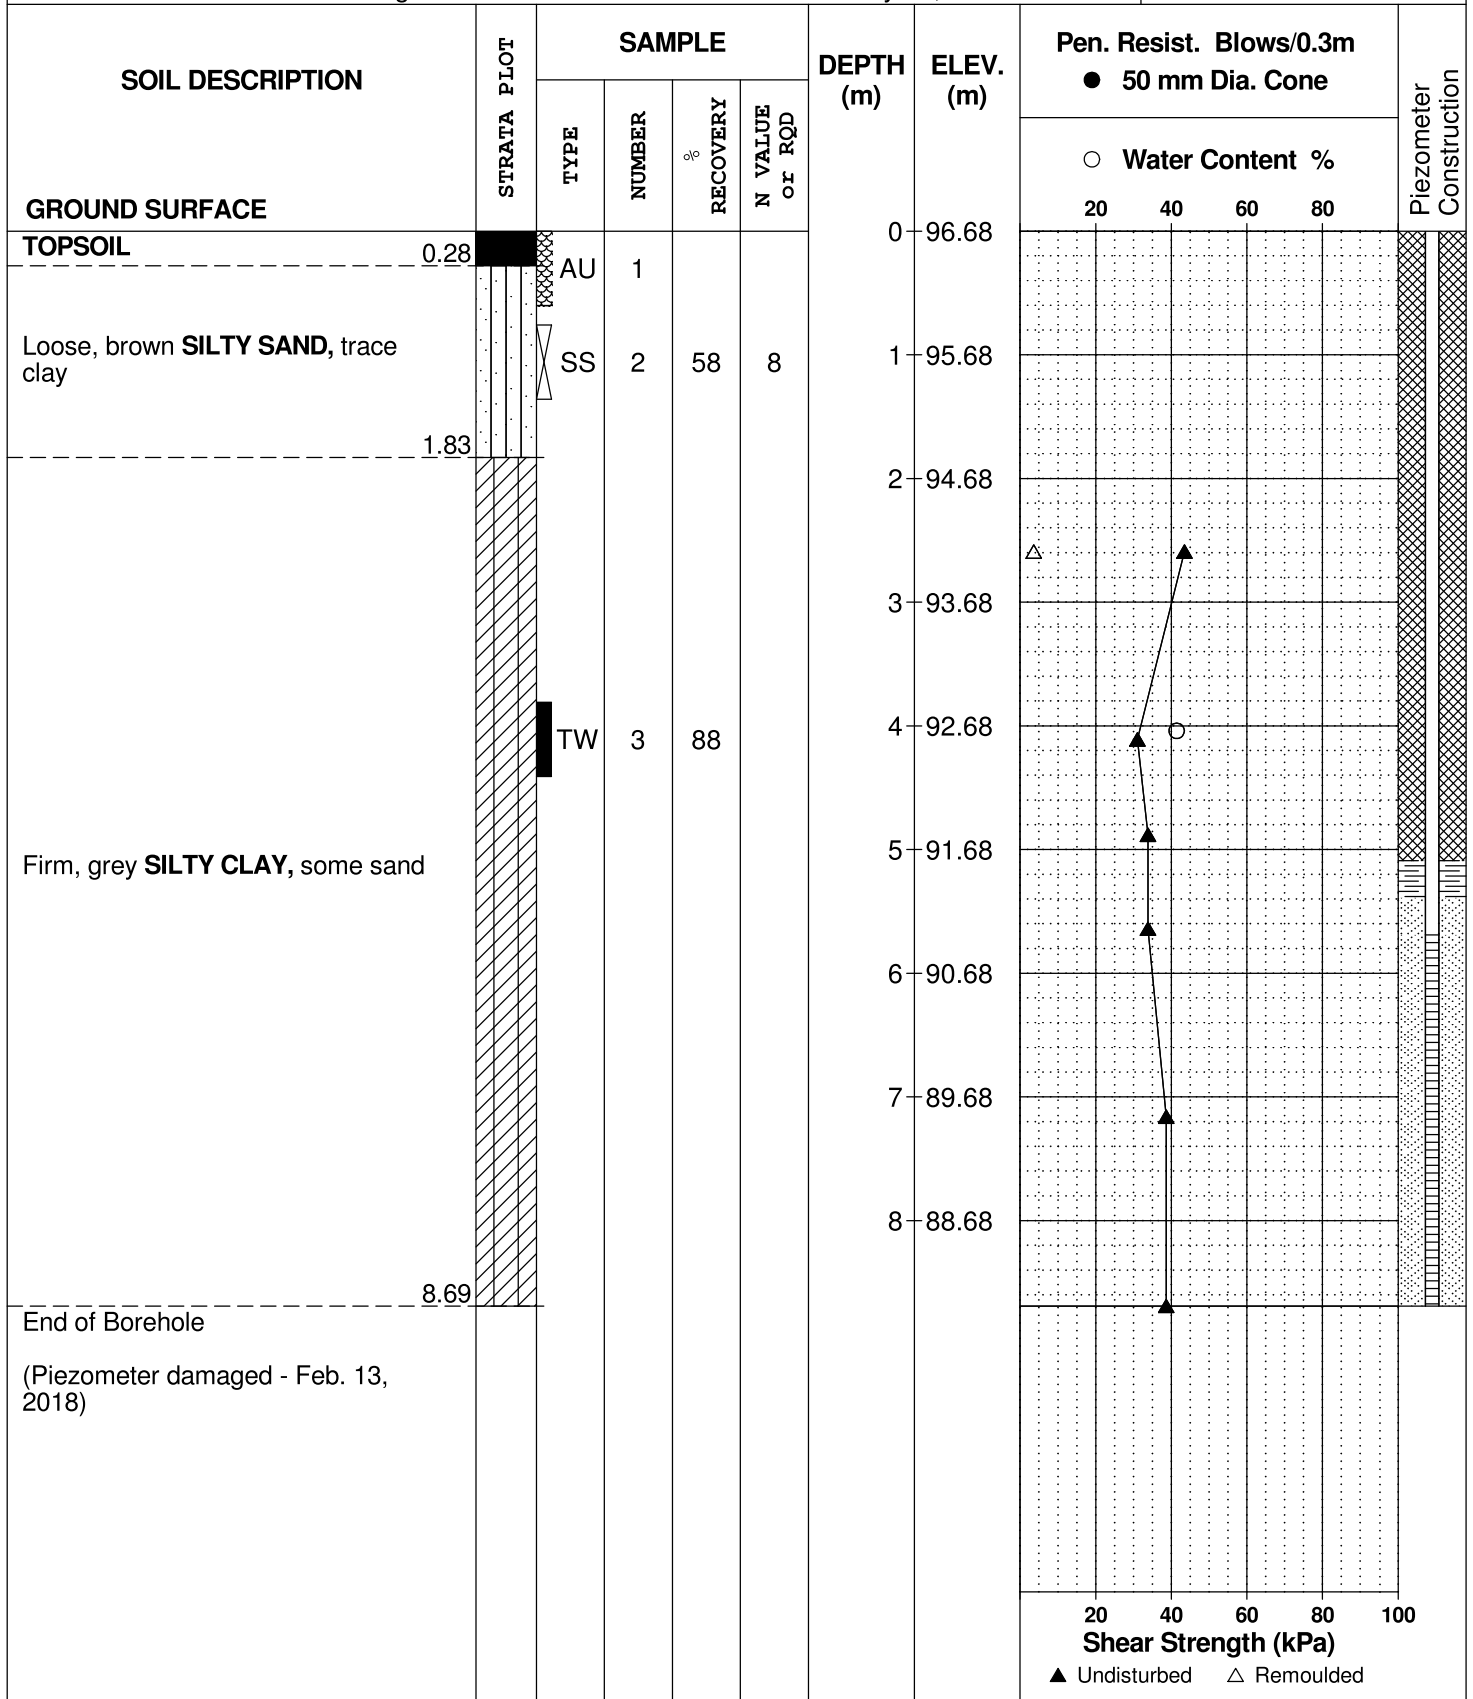 SOIL DESCRIPTION
GROUND SURFACE
STRATA PLOT
SAMPLE
TYPE
NUMBER
%
RECOVERY
N VALUE
or RQD
DEPTH
(m)
ELEV.
(m)
Pen. Resist. Blows/0.3m
● 50 mm Dia. Cone
○ Water Content %
20 40 60 80
Piezometer
Construction
TOPSOIL 0.28
AU 1
0 96.68
Loose, brown SILTY SAND, trace
clay
SS 2 58 8
1 95.68
1.83
2 94.68
3 93.68
4 92.68
TW 3 88
5 91.68
Firm, grey SILTY CLAY, some sand
6 90.68
7 89.68
8 88.68
8.69
End of Borehole
(Piezometer damaged - Feb. 13,
2018)
20 40 60 80 100
Shear Strength (kPa)
▲ Undisturbed △ Remoulded